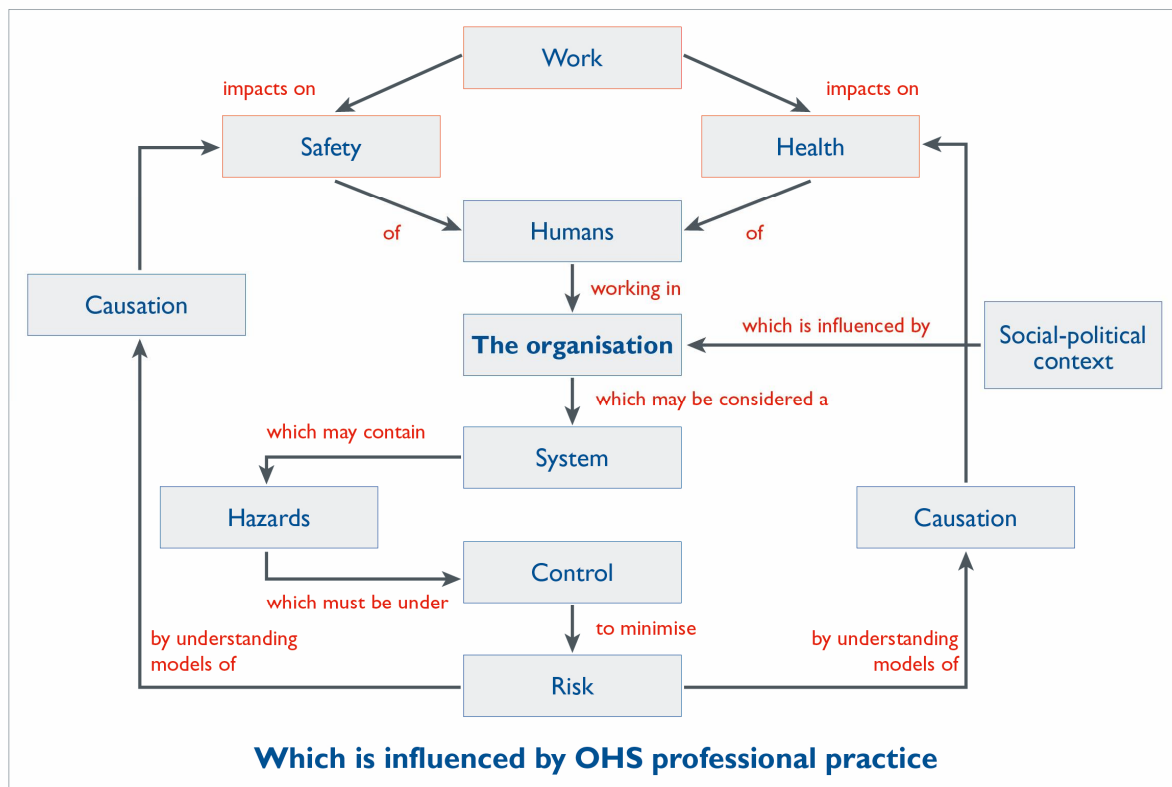 Work
impacts on
impacts on
Safety
Health
of
Humans
of
Causation
working in
The organisation
which is influenced by
Social-political
context
which may be considered a
which may contain
System
Hazards
Causation
Control
which must be under
to minimise
by understanding
models of
by understanding
models of
Risk
Which is influenced by OHS professional practice